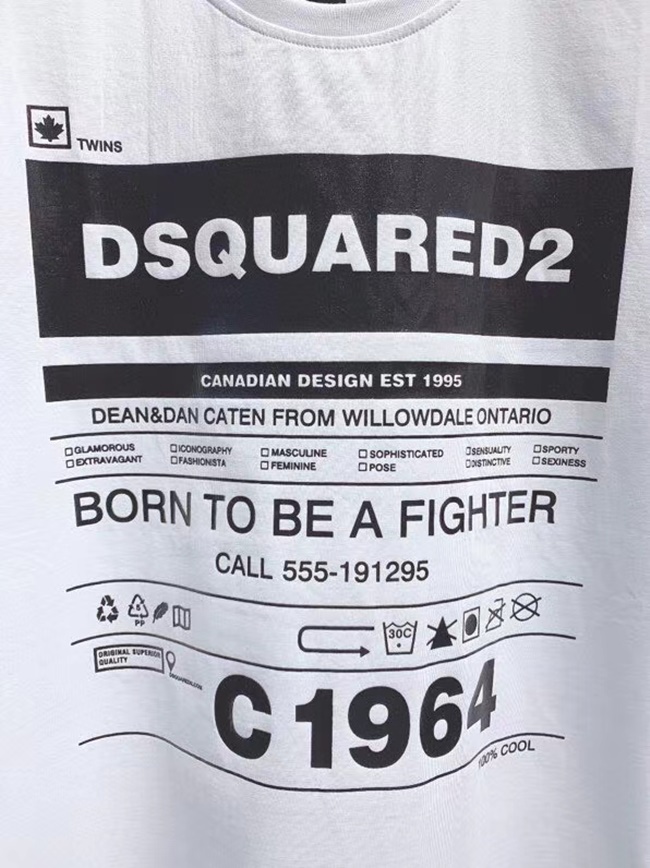 TWINS
DSQUARED2
CANADIAN DESIGN EST 1995
DEAN&DAN CATEN FROM WILLOWDALE ONTARIO
GLAMOROUS ICONOGRAPHY MASCULINE SOPHISTICATED SENSUALITY SPORTY
EXTRAVAGANT FASHIONISTA FEMININE POSE DISTINCTIVE SEXINESS
BORN TO BE A FIGHTER
CALL 555-191295
5
PP
30C
ORIGINAL SUPERIOR
QUALITY
C 1964
100% COOL